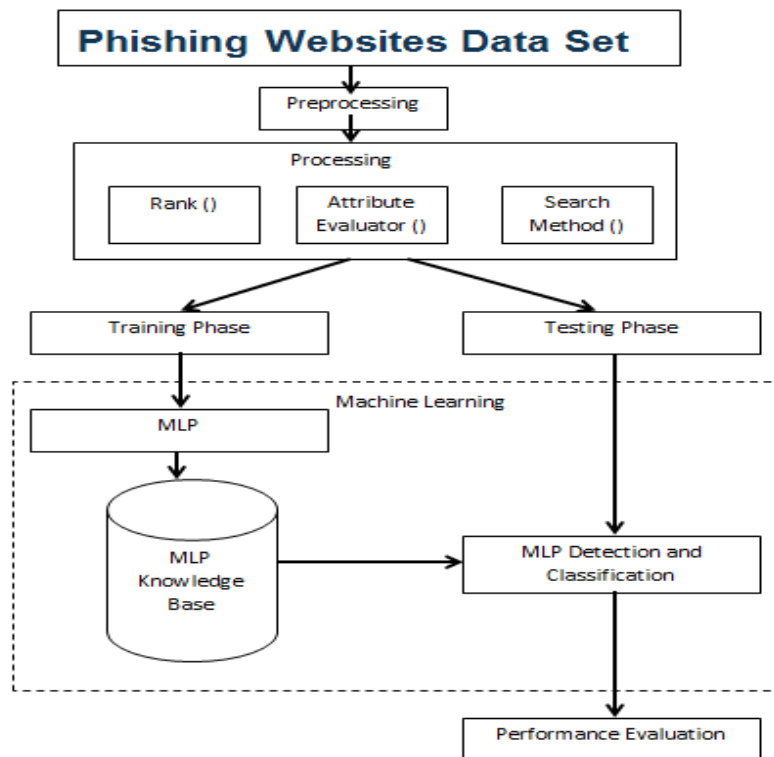 Phishing Websites Data Set
Preprocessing
Processing
Rank ()
Attribute
Evaluator ()
Search
Method ()
Training Phase
Testing Phase
Machine Learning
MLP
MLP
Knowledge
Base
MLP Detection and
Classification
Performance Evaluation